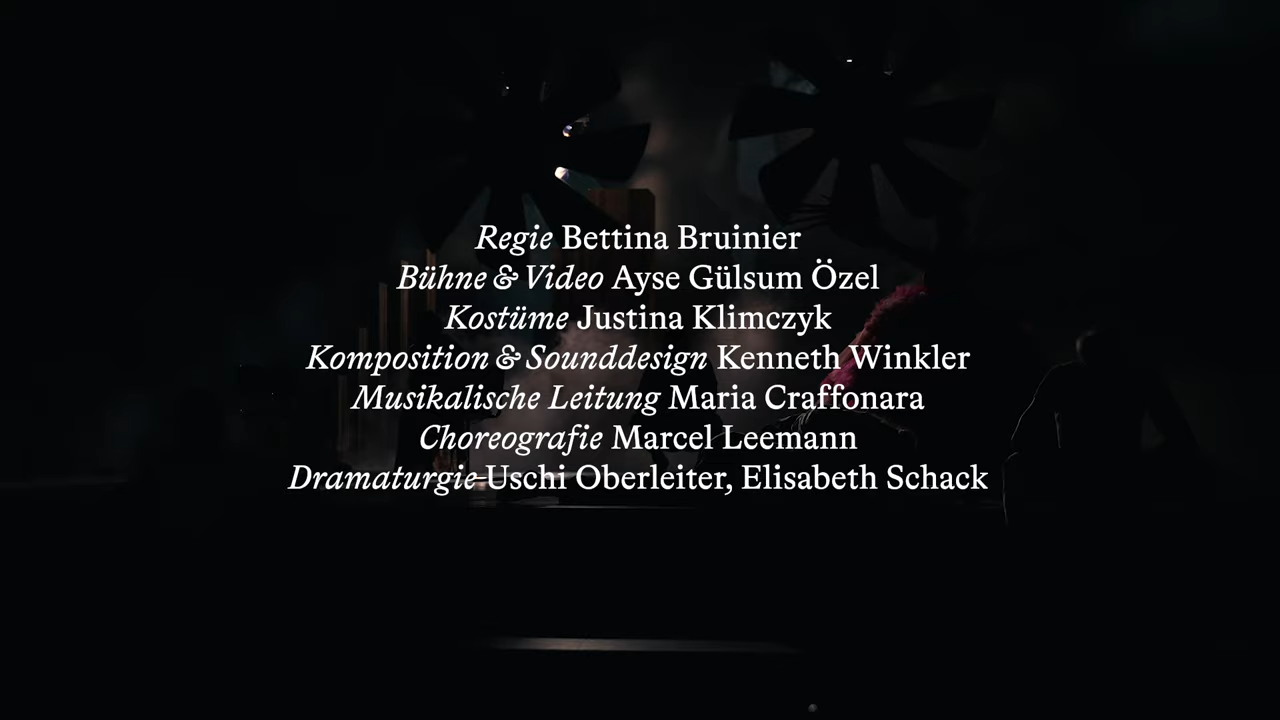 Regie Bettina Bruinier
Bühne & Video Ayse Gülsum Özel
Kostüme Justina Klimczyk
Komposition & Sounddesign Kenneth Winkler
Musikalische Leitung Maria Craffonara
Choreografie Marcel Leemann
Dramaturgie Uschi Oberleiter, Elisabeth Schack